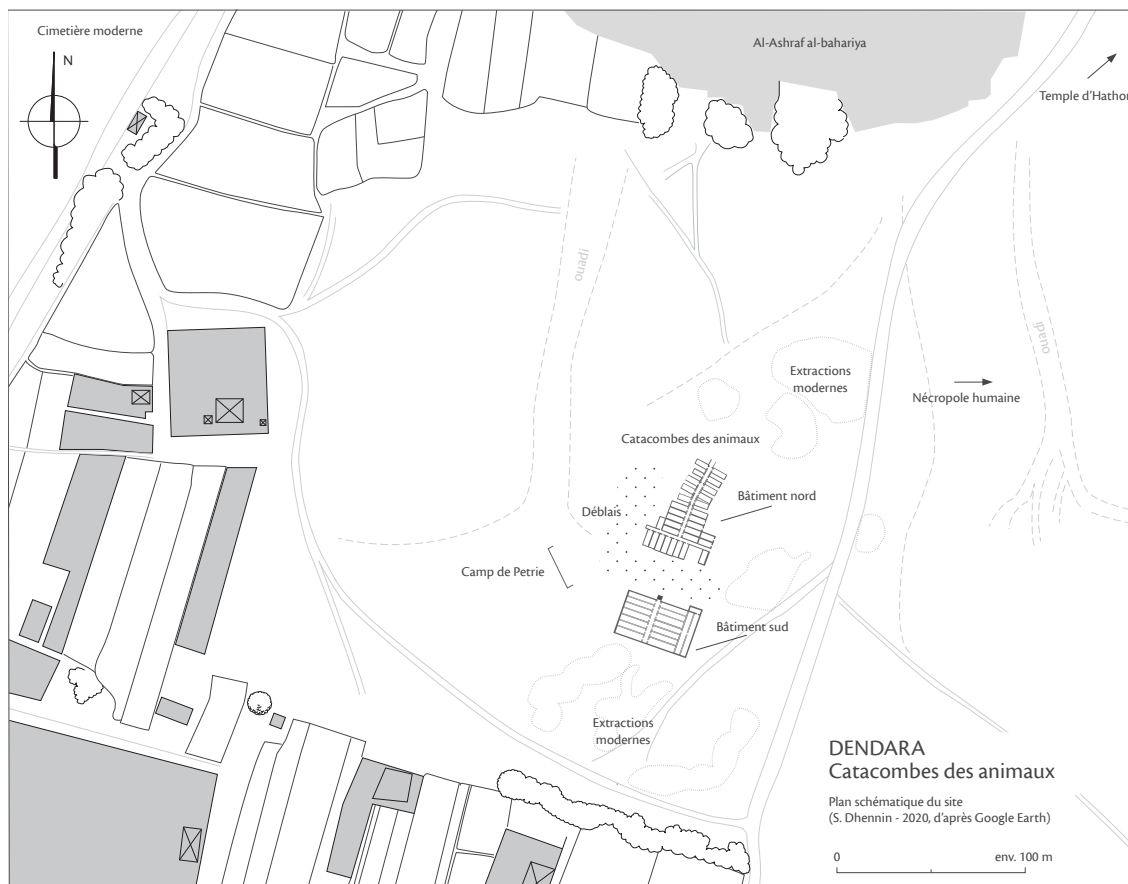 Cimetière moderne
N
Al-Ashraf al-bahariya
Temple d'Hathor
ouadi
ouadi
Extractions
modernes
Nécropole humaine
Catacombes des animaux
Bâtiment nord
Déblais
Camp de Petrie
Bâtiment sud
Extractions
modernes
DENDARA
Catacombes des animaux
Plan schématique du site
(S. Dhennin - 2020, d'après Google Earth)
0
env. 100 m